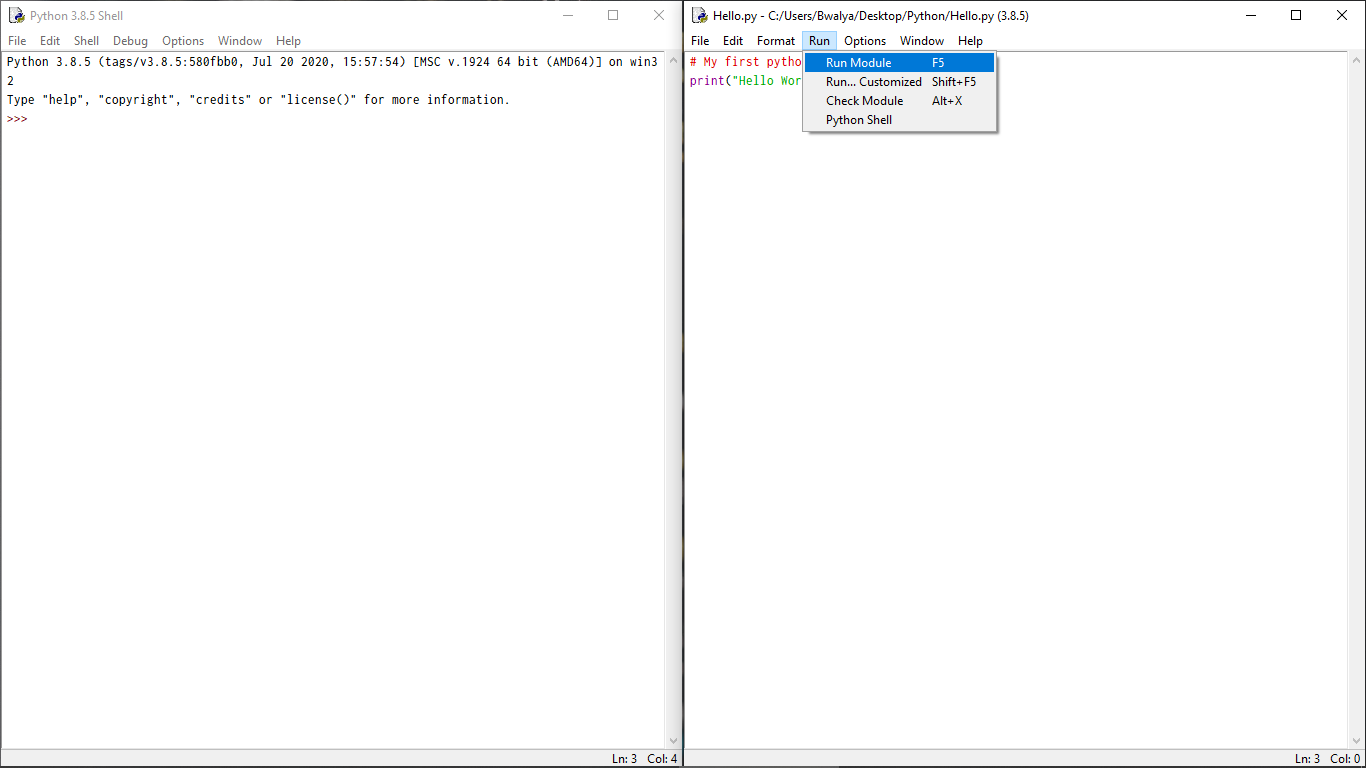 Python 3.8.5 Shell
File Edit Shell Debug Options Window Help
Python 3.8.5 (tags/v3.8.5:580fbb0, Jul 20 2020, 15:57:54) [MSC v.1924 64 bit (AMD64)] on win3
2
Type "help", "copyright", "credits" or "license()" for more information.
>>>
Ln: 3 Col: 4
Hello.py - C:/Users/Bwalya/Desktop/Python/Hello.py (3.8.5)
File Edit Format Run Options Window Help
# My first pytho
print("Hello Wor
Run Module F5
Run... Customized Shift+F5
Check Module Alt+X
Python Shell
Ln: 3 Col: 0